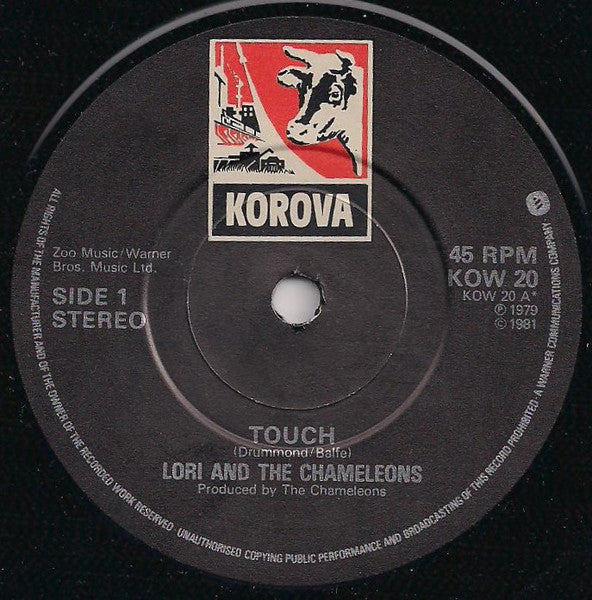 KOROVA
Zoo Music/Warner
Bros. Music Ltd.
SIDE 1
STEREO
45 RPM
KOW 20
KOW 20 A*
Ⓟ 1979
© 1981
TOUCH
(Drummond/Balfe)
LORI AND THE CHAMELEONS
Produced by The Chameleons
ALL RIGHTS OF THE MANUFACTURER AND OF THE OWNER OF THE RECORDED WORK RESERVED. UNAUTHORISED COPYING PUBLIC PERFORMANCE AND BROADCASTING OF THIS RECORD PROHIBITED · A WARNER COMMUNICATIONS COMPANY